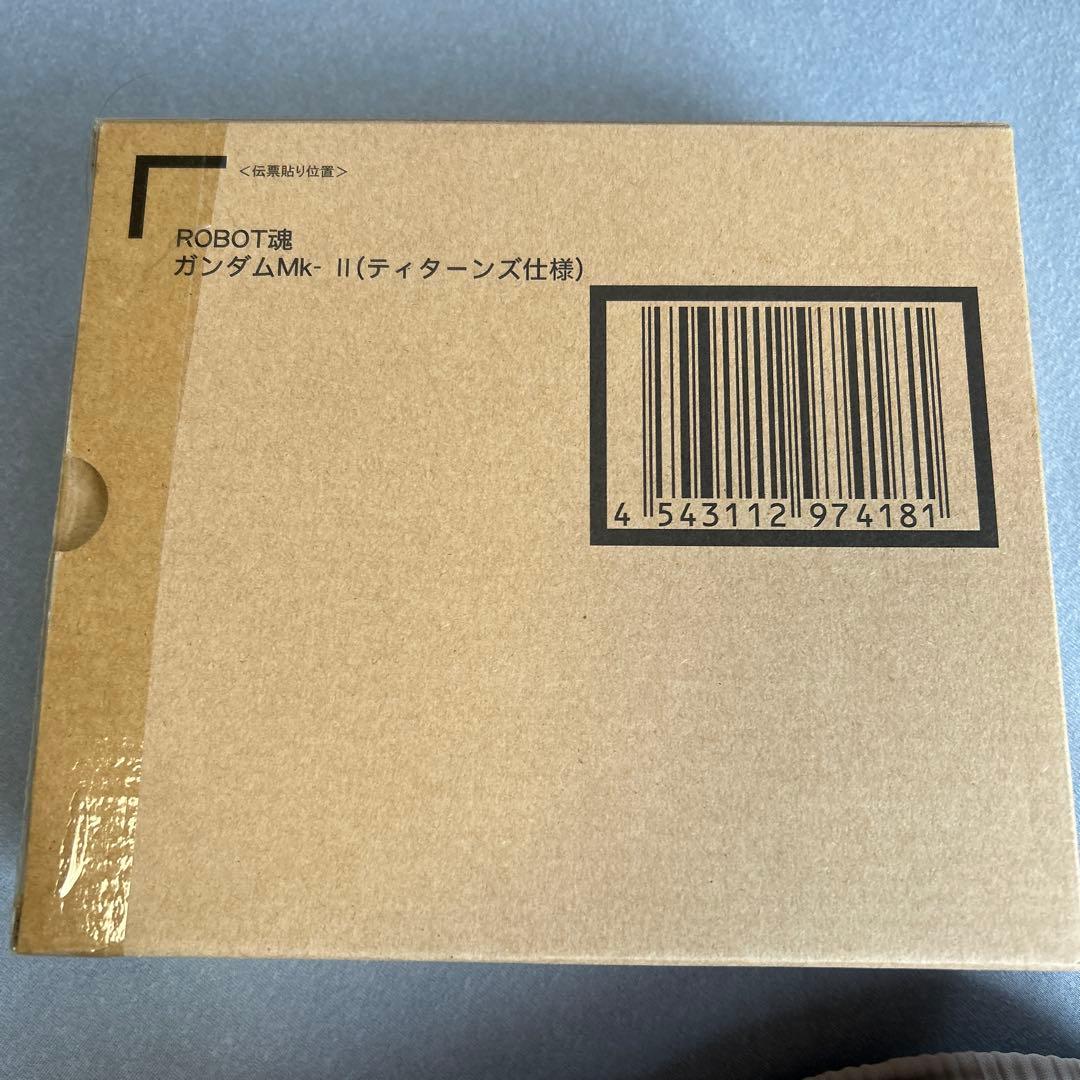 ＜伝票貼り位置＞
ROBOT魂
ガンダムMk-Ⅱ(ティターンズ仕様)
4 543112 974181